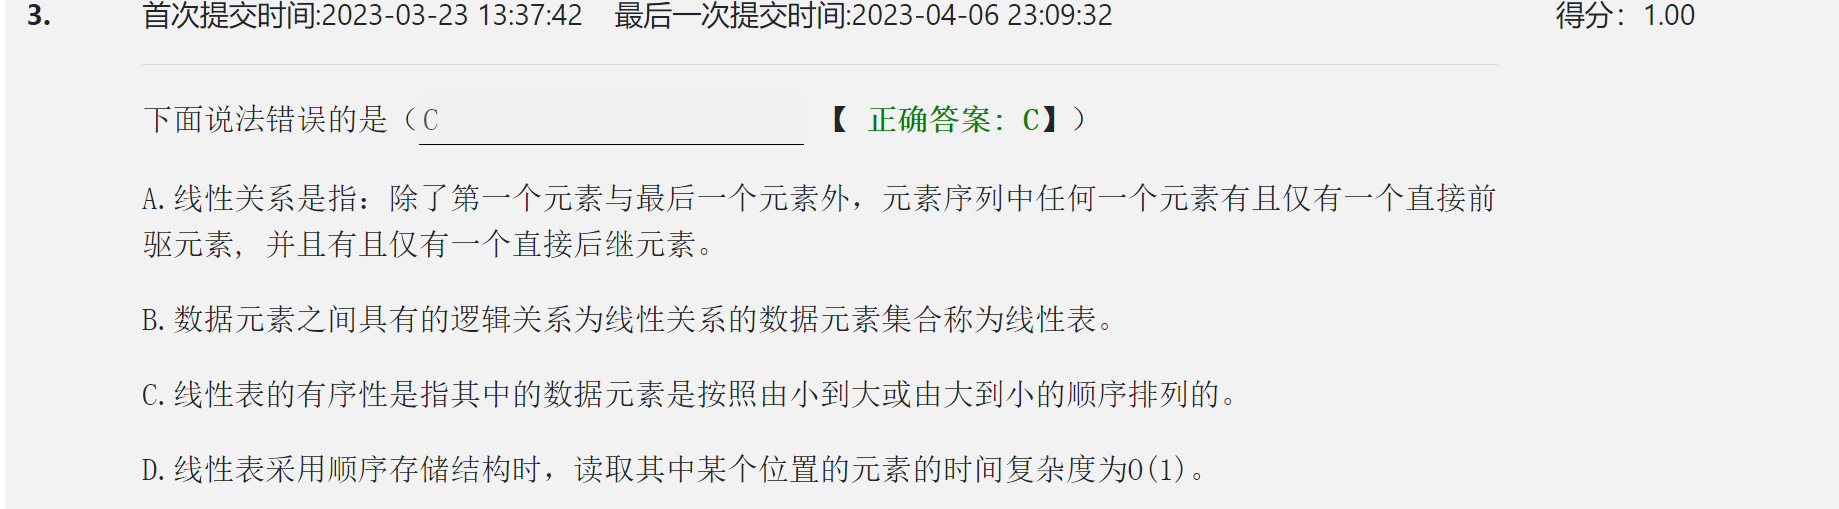 3. 首次提交时间:2023-03-23 13:37:42 最后一次提交时间:2023-04-06 23:09:32 得分：1.00
下面说法错误的是（C 【 正确答案: C】）
A.线性关系是指：除了第一个元素与最后一个元素外，元素序列中任何一个元素有且仅有一个直接前
驱元素, 并且有且仅有一个直接后继元素。
B.数据元素之间具有的逻辑关系为线性关系的数据元素集合称为线性表。
C.线性表的有序性是指其中的数据元素是按照由小到大或由大到小的顺序排列的。
D.线性表采用顺序存储结构时，读取其中某个位置的元素的时间复杂度为O(1)。